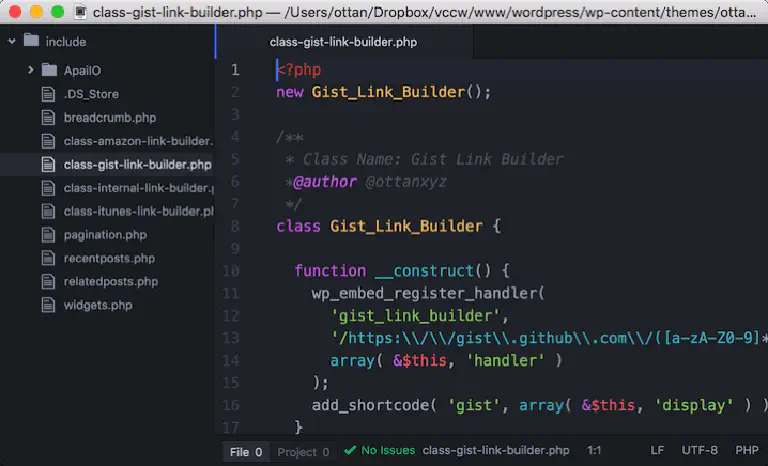 class-gist-link-builder.php — /Users/ottan/Dropbox/vccw/www/wordpress/wp-content/themes/otta...
include
ApaiIO
.DS_Store
breadcrumb.php
class-amazon-link-builder.
class-gist-link-builder.php
class-internal-link-builder.p
class-itunes-link-builder.ph
pagination.php
recentposts.php
relatedposts.php
widgets.php
class-gist-link-builder.php
1 <?php
2 new Gist_Link_Builder();
3
4 /**
5 * Class Name: Gist Link Builder
6 *@author @ottanxyz
7 */
8 class Gist_Link_Builder {
9
10 function __construct() {
11 wp_embed_register_handler(
12 'gist_link_builder',
13 '/https:\\/\\/gist\\.github\\.com\\/([a-zA-Z0-9]*
14 array( &$this, 'handler' )
15 );
16 add_shortcode( 'gist', array( &$this, 'display' ) )
17 }
File 0 Project 0 ✓ No Issues class-gist-link-builder.php 1:1 LF UTF-8 PHP